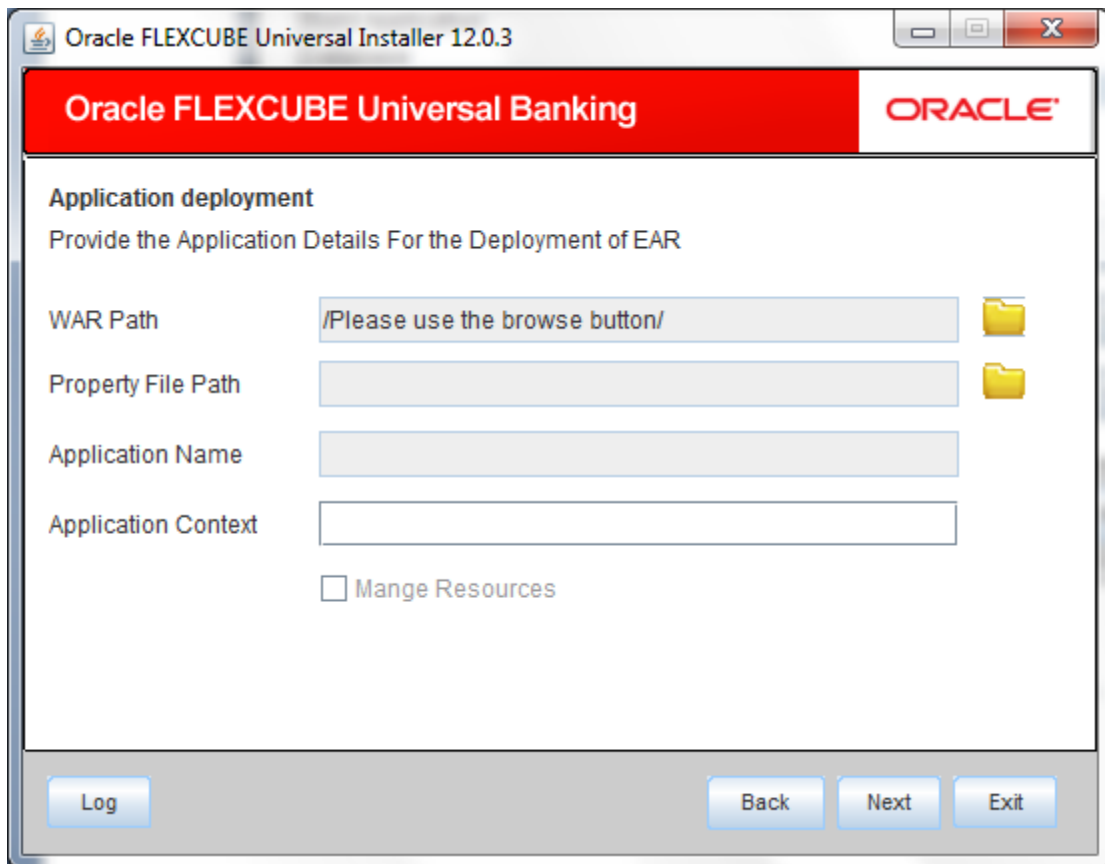 Oracle FLEXCUBE Universal Installer 12.0.3
Oracle FLEXCUBE Universal Banking
ORACLE
Application deployment
Provide the Application Details For the Deployment of EAR
WAR Path
/Please use the browse button/
Property File Path
Application Name
Application Context
Mange Resources
Log
Back
Next
Exit